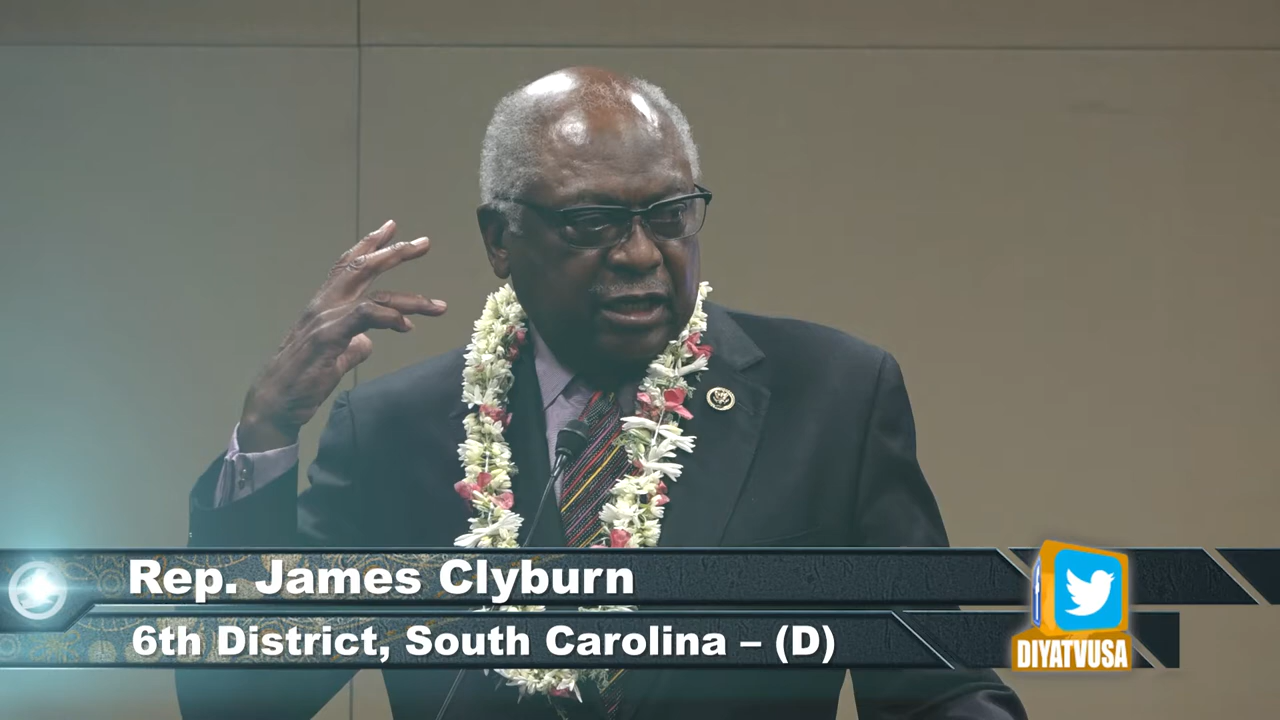 Rep. James Clyburn
6th District, South Carolina – (D)
DIYATVUSA